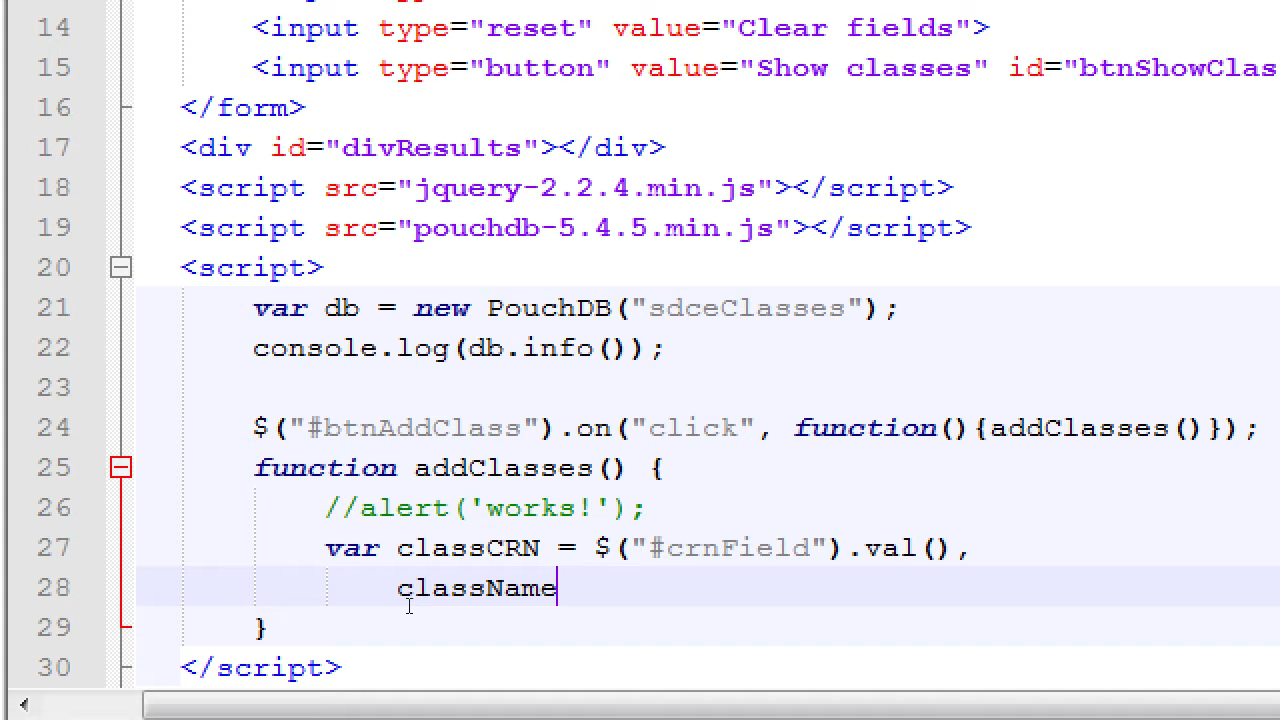 14 <input type="reset" value="Clear fields">
15 <input type="button" value="Show classes" id="btnShowClas
16 </form>
17 <div id="divResults"></div>
18 <script src="jquery-2.2.4.min.js"></script>
19 <script src="pouchdb-5.4.5.min.js"></script>
20 <script>
21 var db = new PouchDB("sdceClasses");
22 console.log(db.info());
23
24 $("#btnAddClass").on("click", function(){addClasses()});
25 function addClasses() {
26 //alert('works!');
27 var classCRN = $("#crnField").val(),
28 className
29 }
30 </script>